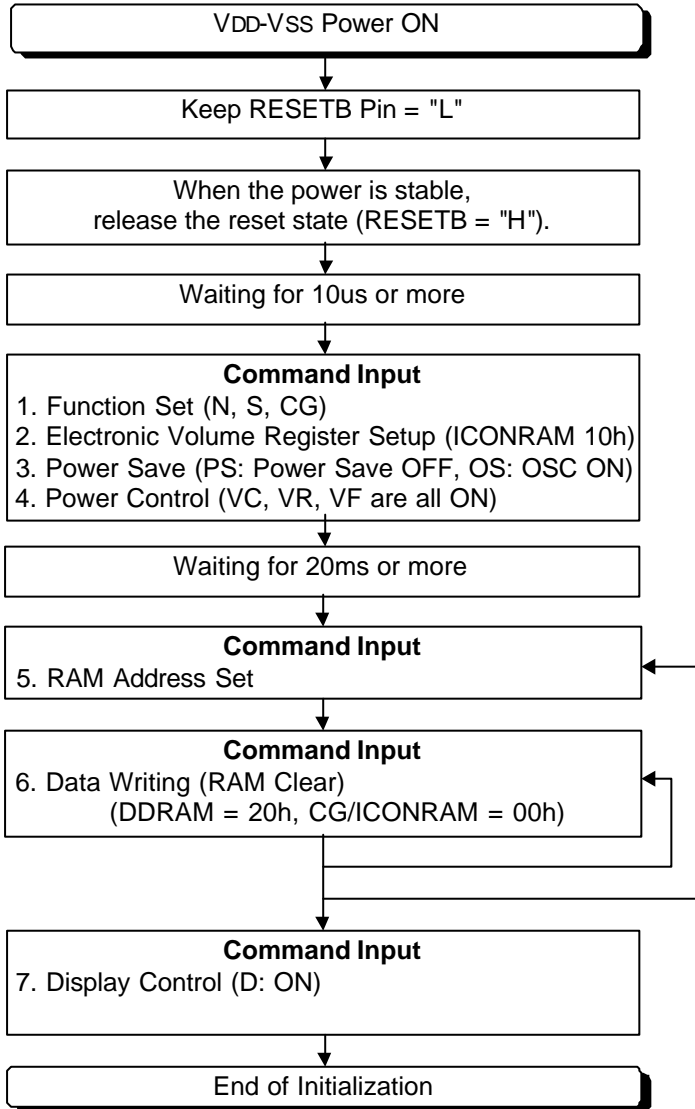 VDD-VSS Power ON
Keep RESETB Pin = "L"
When the power is stable,
release the reset state (RESETB = "H").
Waiting for 10us or more
Command Input
1. Function Set (N, S, CG)
2. Electronic Volume Register Setup (ICONRAM 10h)
3. Power Save (PS: Power Save OFF, OS: OSC ON)
4. Power Control (VC, VR, VF are all ON)
Waiting for 20ms or more
Command Input
5. RAM Address Set
Command Input
6. Data Writing (RAM Clear)
(DDRAM = 20h, CG/ICONRAM = 00h)
Command Input
7. Display Control (D: ON)
End of Initialization